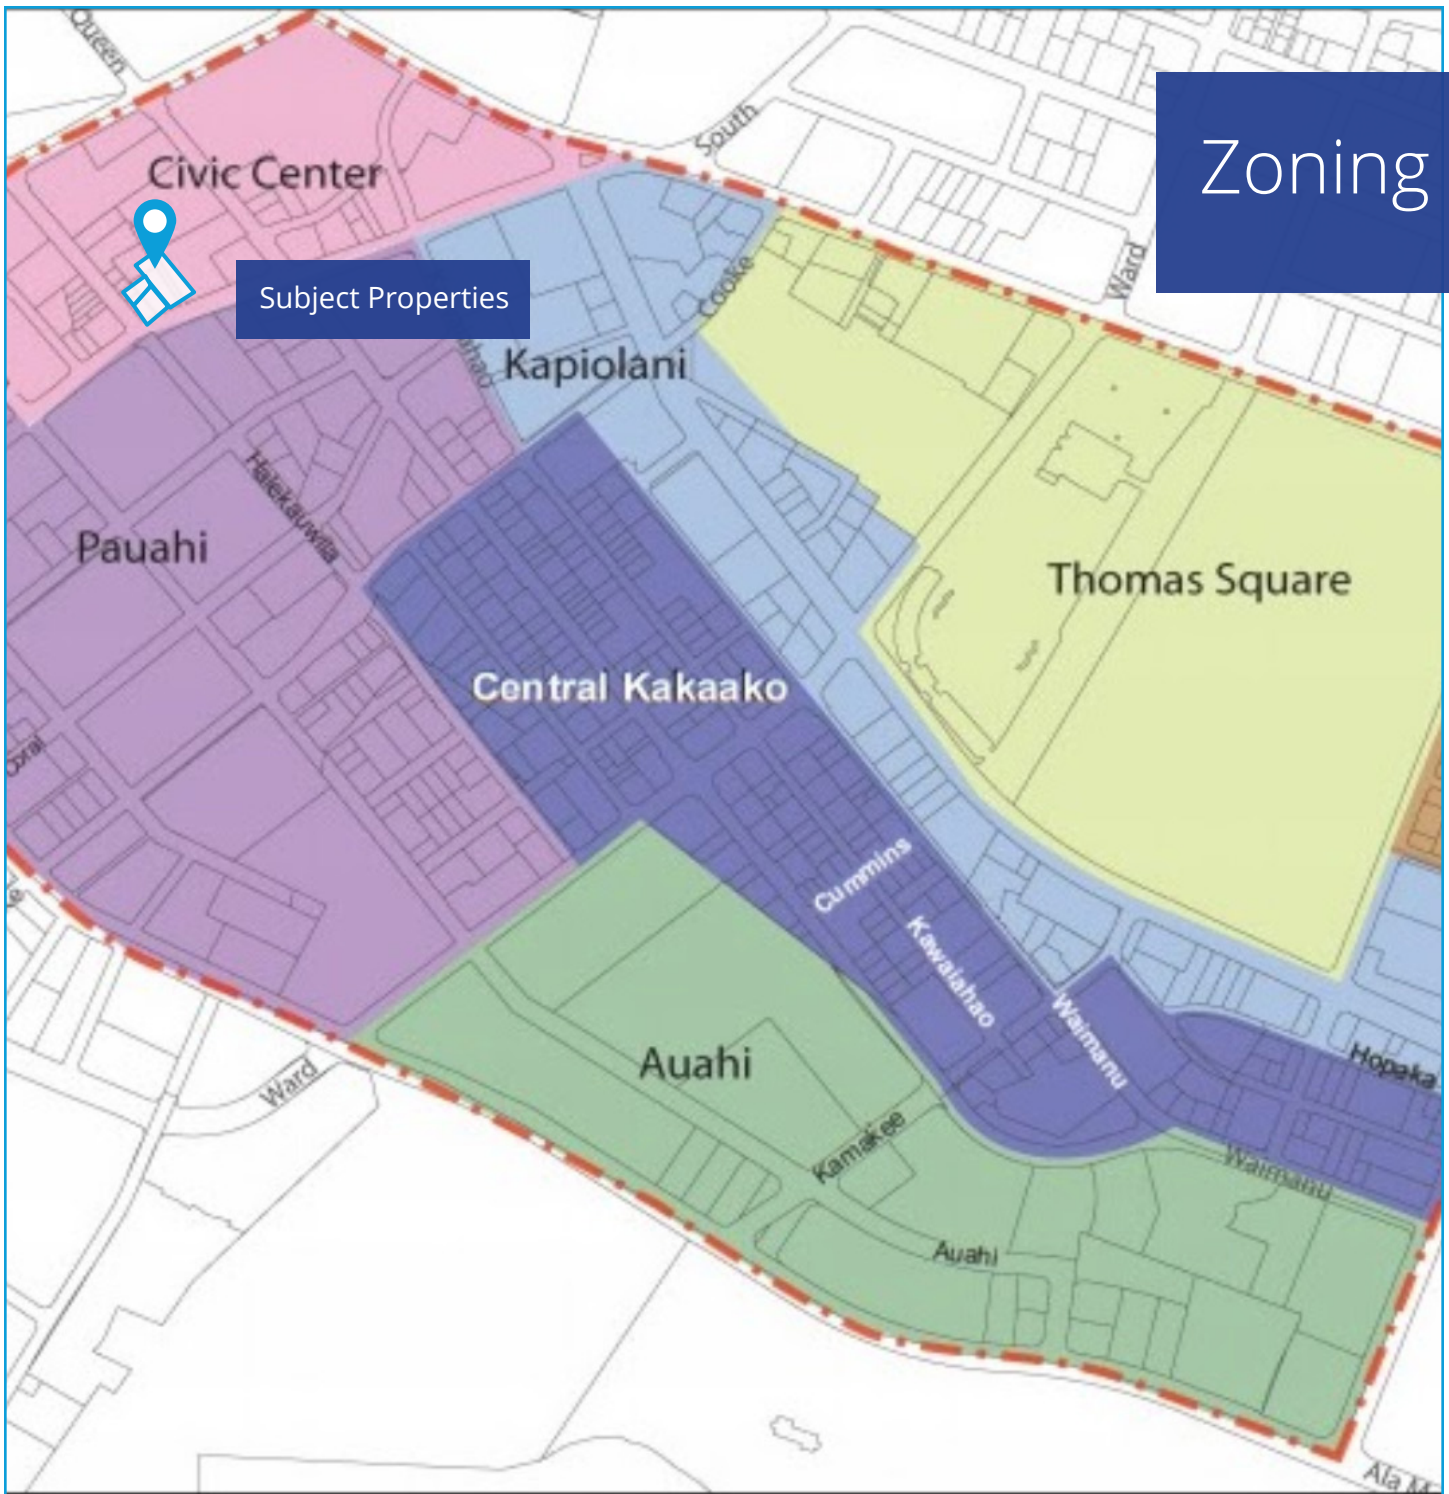 Queen
South
Zoning
Civic Center
Ward
Cooke
Subject Properties
Kapiolani
Halekauwila
Pauahi
Thomas Square
Central Kakaako
Cummins
Kawaiahao
Waimanu
Hopaka
Auahi
Ward
Kamakee
Waimanu
Auahi
Ala M